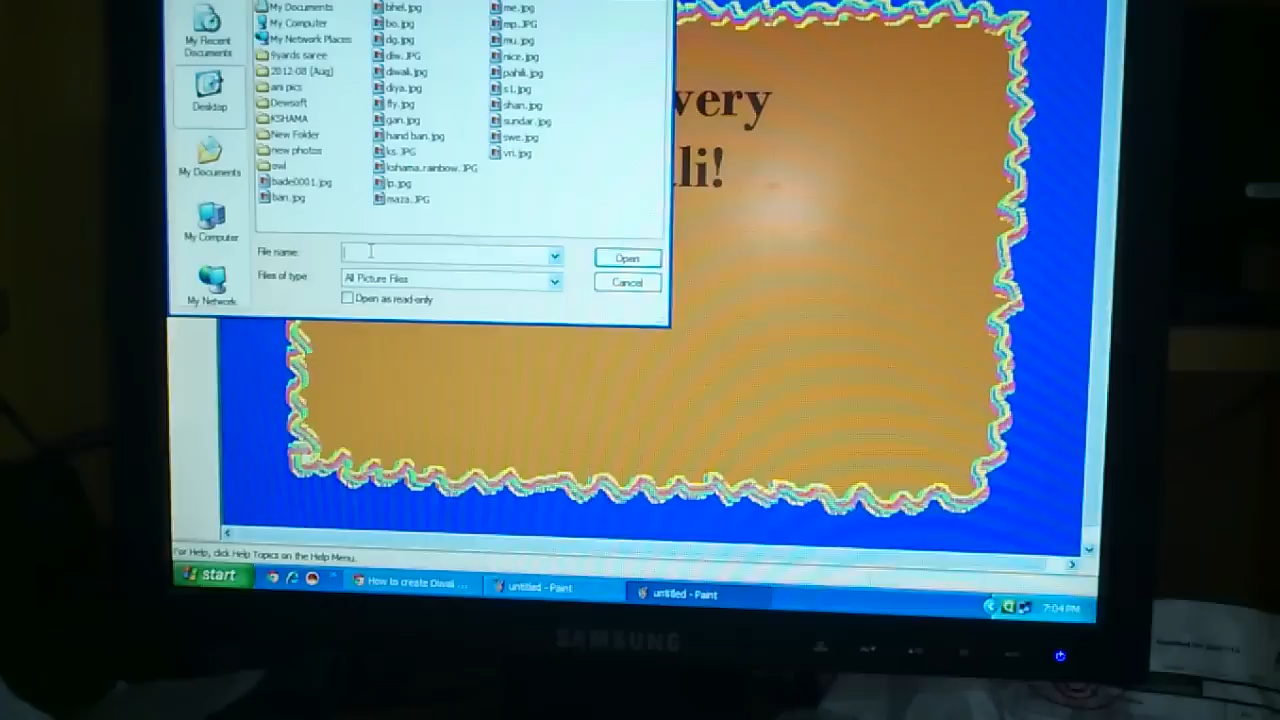 My Recent
Documents
Desktop
My Documents
My Computer
My Network
My Documents
My Computer
My Network Places
9yards saree
2012-08 (Aug)
ani pics
Dewsoft
KSHAMA
New Folder
new photos
owl
bade0001.jpg
ban.jpg
bhel.jpg
bo.jpg
dg.jpg
diw.JPG
diwali.jpg
diya.jpg
fly.jpg
gan.jpg
hand ban.jpg
ks.JPG
kshama.rainbow.JPG
lp.jpg
maza.JPG
me.jpg
mp.JPG
mu.jpg
nice.jpg
pahili.jpg
s1.jpg
shan.jpg
sundar.jpg
swe.jpg
vri.jpg
File name:
Open
Files of type
All Picture Files
Cancel
Open as read-only
very
li!
For Help, click Help Topics on the Help Menu.
start
How to create Diwali ...
untitled - Paint
untitled - Paint
7:04 PM
SAMSUNG